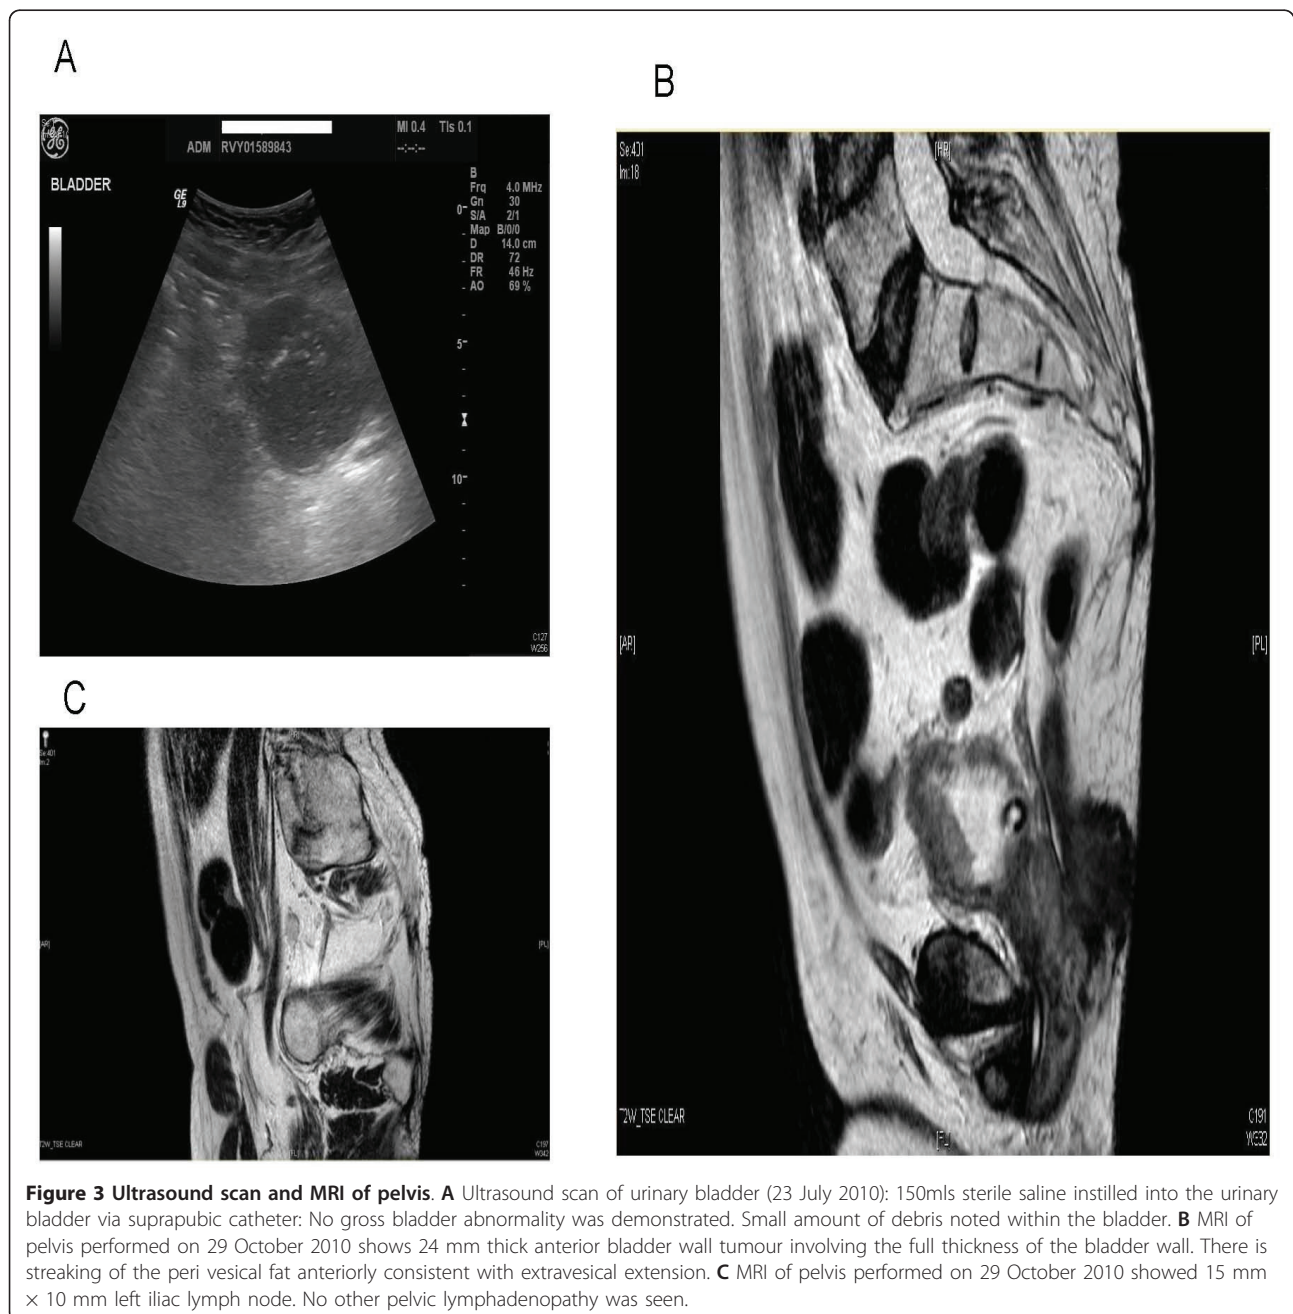 A
B
MI 0.4 TIs 0.1
ADM RVY01589843
--:--:--
BLADDER
GE
L9
B
Frq 4.0 MHz
Gn 30
S/A 2/1
Map B/0/0
D 14.0 cm
DR 72
FR 46 Hz
AO 69 %
0
5
10
C127
W256
Se:401
Im:18
[HR]
[AR]
[PL]
T2W_TSE CLEAR
[FL]
C191
W332
C
Se:401
Im:2
[AR]
[PL]
T2W_TSE CLEAR
C197
W342
Figure 3 Ultrasound scan and MRI of pelvis. A Ultrasound scan of urinary bladder (23 July 2010): 150mls sterile saline instilled into the urinary
bladder via suprapubic catheter: No gross bladder abnormality was demonstrated. Small amount of debris noted within the bladder. B MRI of
pelvis performed on 29 October 2010 shows 24 mm thick anterior bladder wall tumour involving the full thickness of the bladder wall. There is
streaking of the peri vesical fat anteriorly consistent with extravesical extension. C MRI of pelvis performed on 29 October 2010 showed 15 mm
× 10 mm left iliac lymph node. No other pelvic lymphadenopathy was seen.